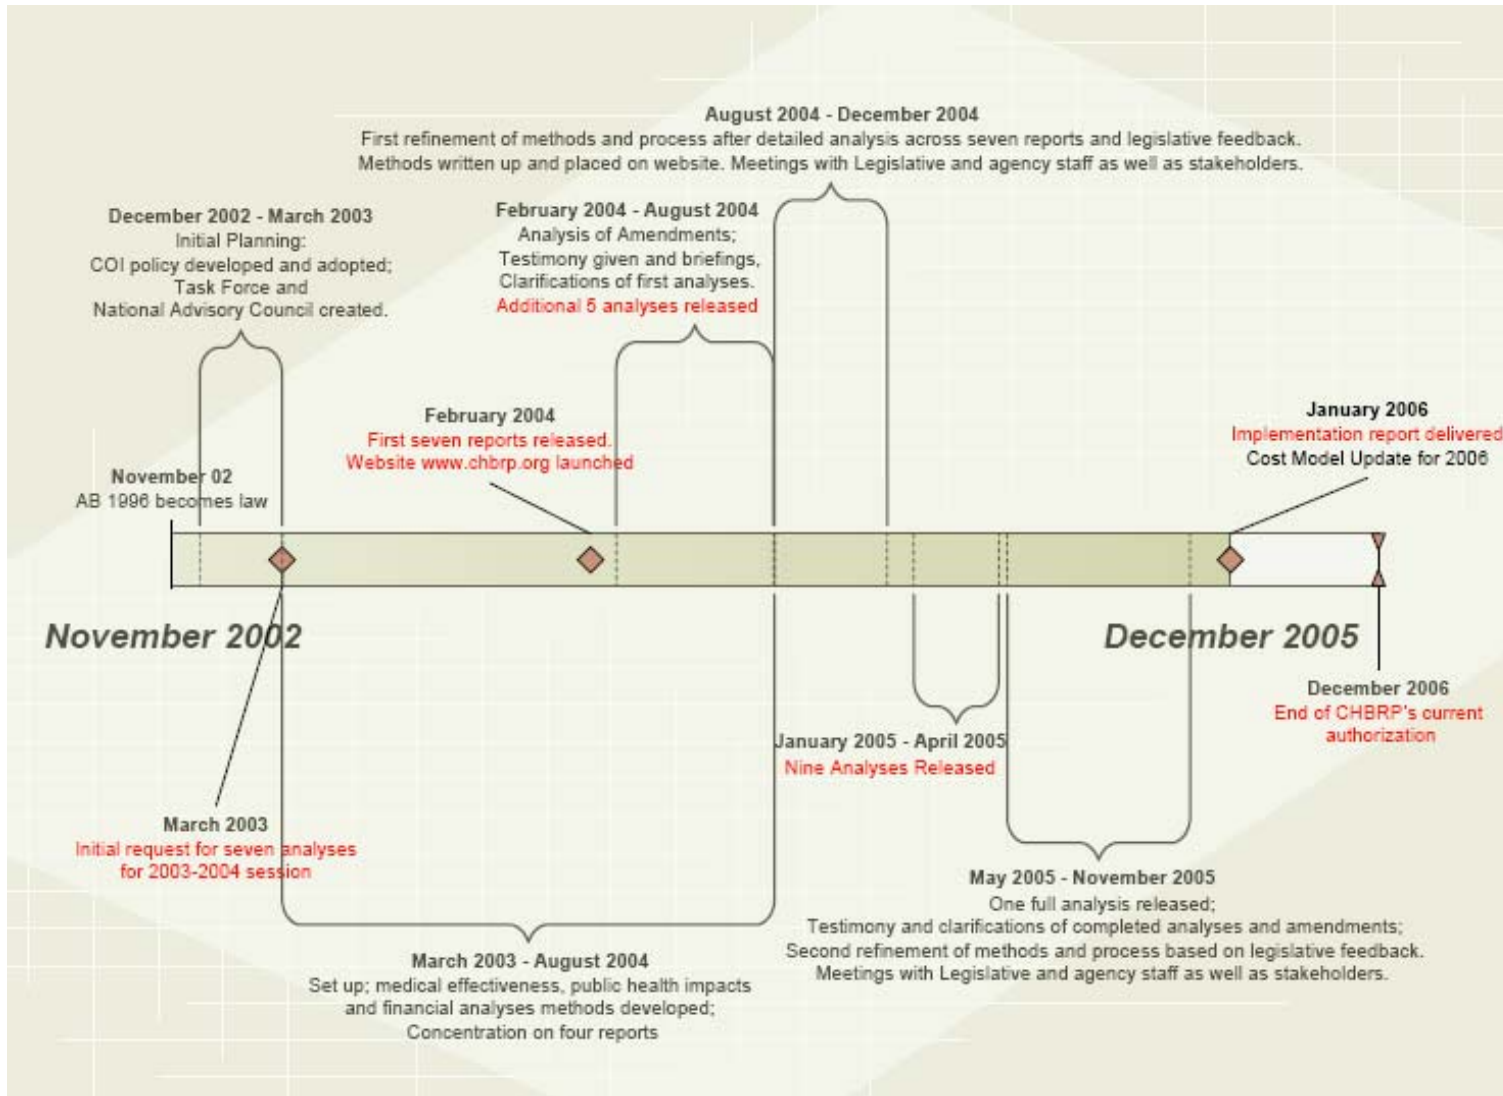 August 2004 - December 2004
First refinement of methods and process after detailed analysis across seven reports and legislative feedback.
Methods written up and placed on website. Meetings with Legislative and agency staff as well as stakeholders.
December 2002 - March 2003
Initial Planning:
COI policy developed and adopted;
Task Force and
National Advisory Council created.
February 2004 - August 2004
Analysis of Amendments;
Testimony given and briefings,
Clarifications of first analyses.
Additional 5 analyses released
February 2004
First seven reports released.
Website www.chbrp.org launched
January 2006
Implementation report delivered
Cost Model Update for 2006
November 02
AB 1996 becomes law
November 2002
December 2005
December 2006
End of CHBRP's current
authorization
January 2005 - April 2005
Nine Analyses Released
March 2003
Initial request for seven analyses
for 2003-2004 session
May 2005 - November 2005
One full analysis released;
Testimony and clarifications of completed analyses and amendments;
Second refinement of methods and process based on legislative feedback.
Meetings with Legislative and agency staff as well as stakeholders.
March 2003 - August 2004
Set up; medical effectiveness, public health impacts
and financial analyses methods developed;
Concentration on four reports